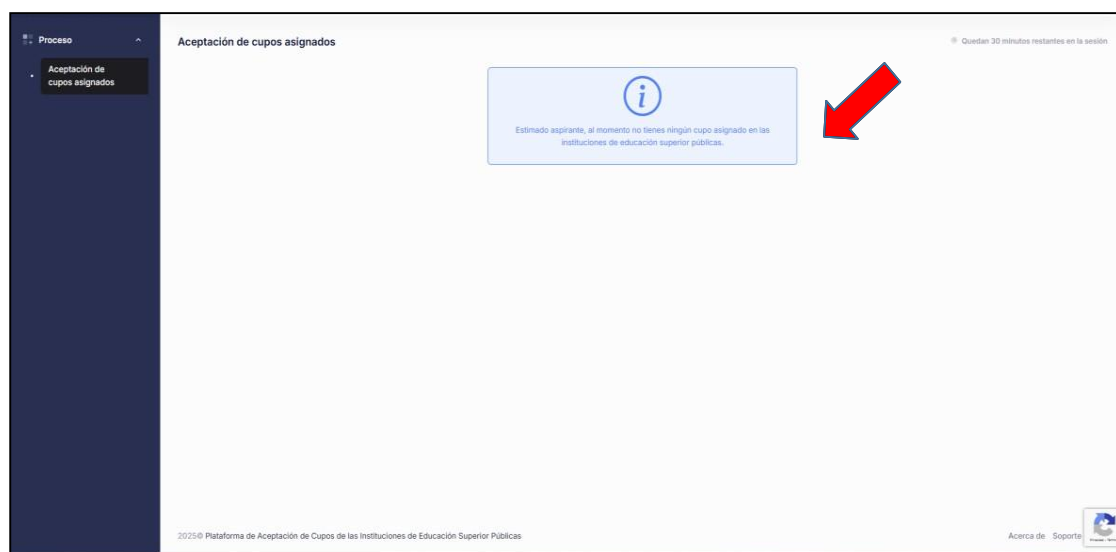 Proceso
Aceptación de
cupos asignados
Aceptación de cupos asignados
Quedan 30 minutos restantes en la sesión
i
Estimado aspirante, al momento no tienes ningún cupo asignado en las
instituciones de educación superior públicas.
2025© Plataforma de Aceptación de Cupos de las Instituciones de Educación Superior Públicas
Acerca de Soporte